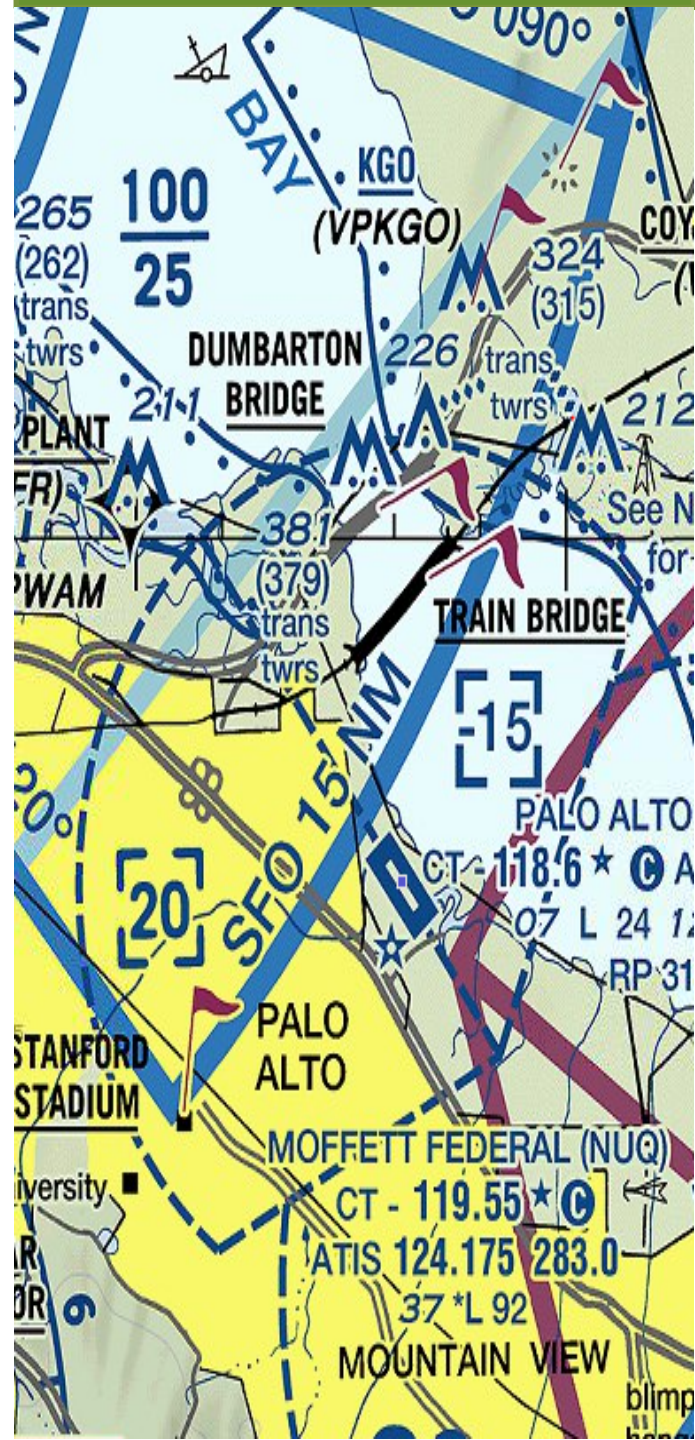 090°
BAY
KGO
(VPKGO)
100
25
265
(262)
trans
twrs
COY
324
(315)
DUMBARTON
BRIDGE
226
trans
twrs
211
212
PLANT
See N
for
381
(379)
trans
twrs
PWAM
TRAIN BRIDGE
-15
SFO 15 NM
20°
PALO ALTO
CT - 118.6 ★ C A
07 L 24 12
RP 31
20
PALO
ALTO
STANFORD
STADIUM
MOFFETT FEDERAL (NUQ)
iversity
CT - 119.55 ★ C
ATIS 124.175 283.0
37 *L 92
6
MOUNTAIN VIEW
blimp